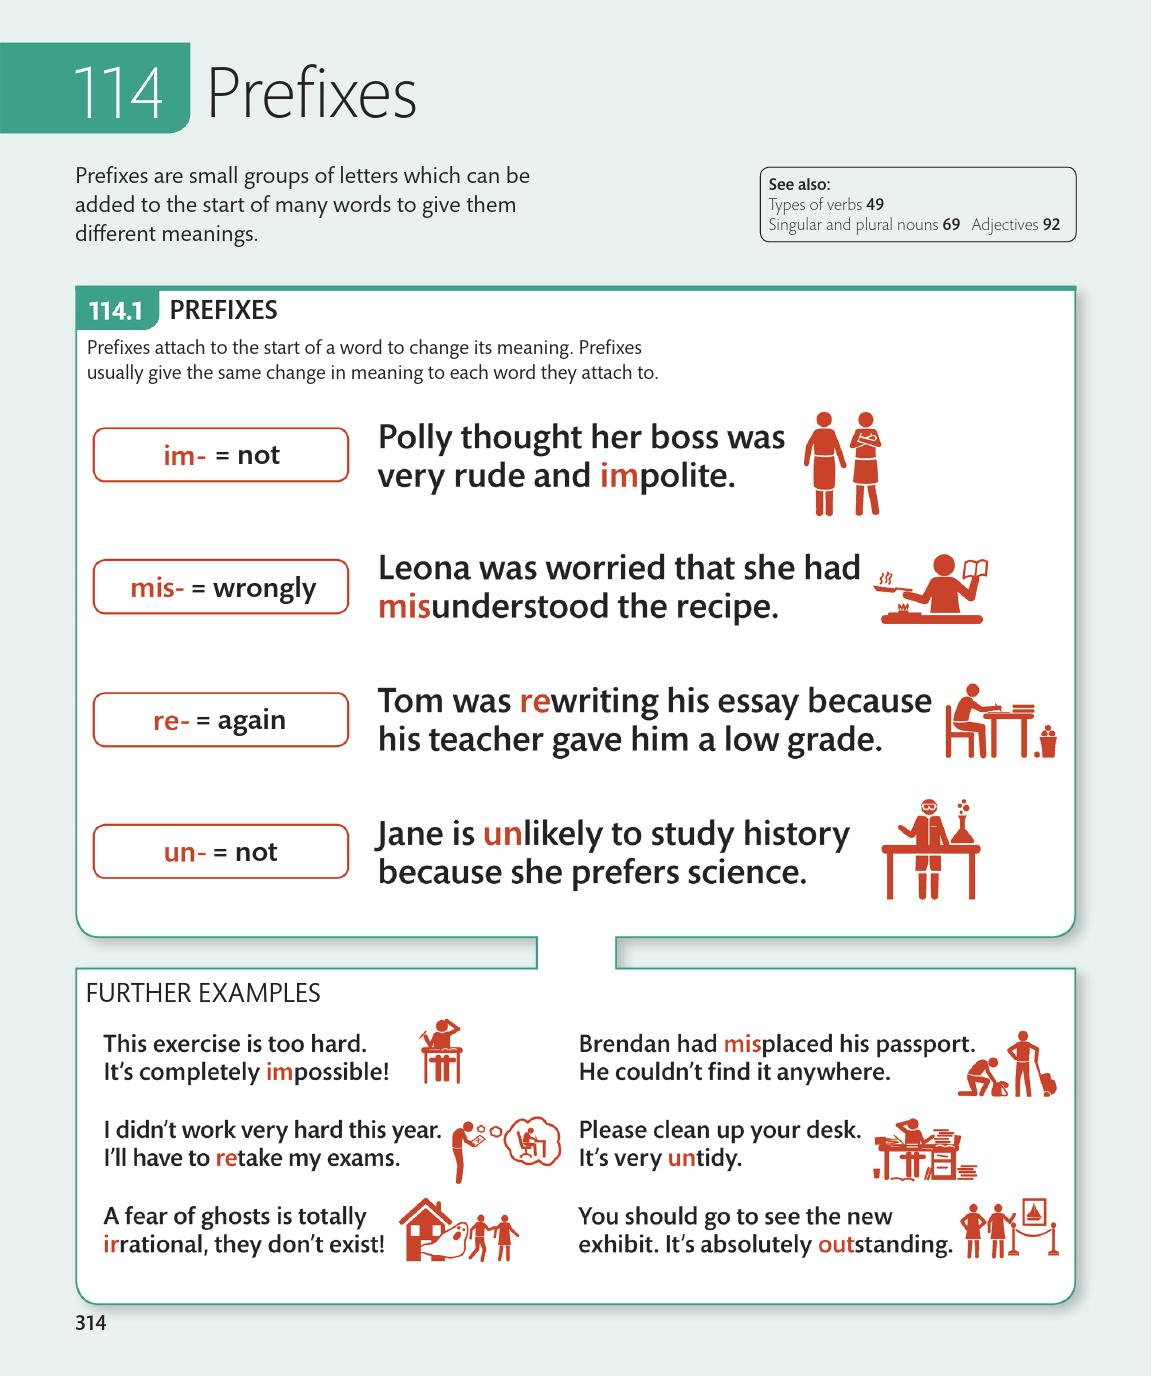 114 Prefixes
Prefixes are small groups of letters which can be
added to the start of many words to give them
different meanings.
See also:
Types of verbs 49
Singular and plural nouns 69 Adjectives 92
114.1 PREFIXES
Prefixes attach to the start of a word to change its meaning. Prefixes
usually give the same change in meaning to each word they attach to.
im- = not
Polly thought her boss was
very rude and impolite.
mis- = wrongly
Leona was worried that she had
misunderstood the recipe.
re- = again
Tom was rewriting his essay because
his teacher gave him a low grade.
un- = not
Jane is unlikely to study history
because she prefers science.
FURTHER EXAMPLES
This exercise is too hard.
It's completely impossible!
Brendan had misplaced his passport.
He couldn't find it anywhere.
I didn't work very hard this year.
I'll have to retake my exams.
Please clean up your desk.
It's very untidy.
A fear of ghosts is totally
irrational, they don't exist!
You should go to see the new
exhibit. It's absolutely outstanding.
314